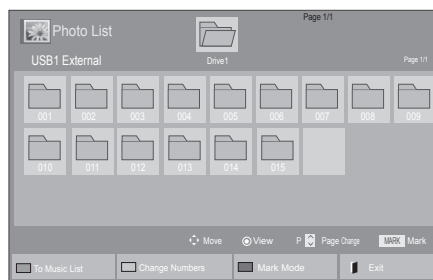 Page 1/1
Photo List
USB1 External
Drive1
Page 1/1
001 002 003 004 005 006 007 008 009
010 011 012 013 014 015
Move View P Page Change MARK Mark
To Music List Change Numbers Mark Mode Exit